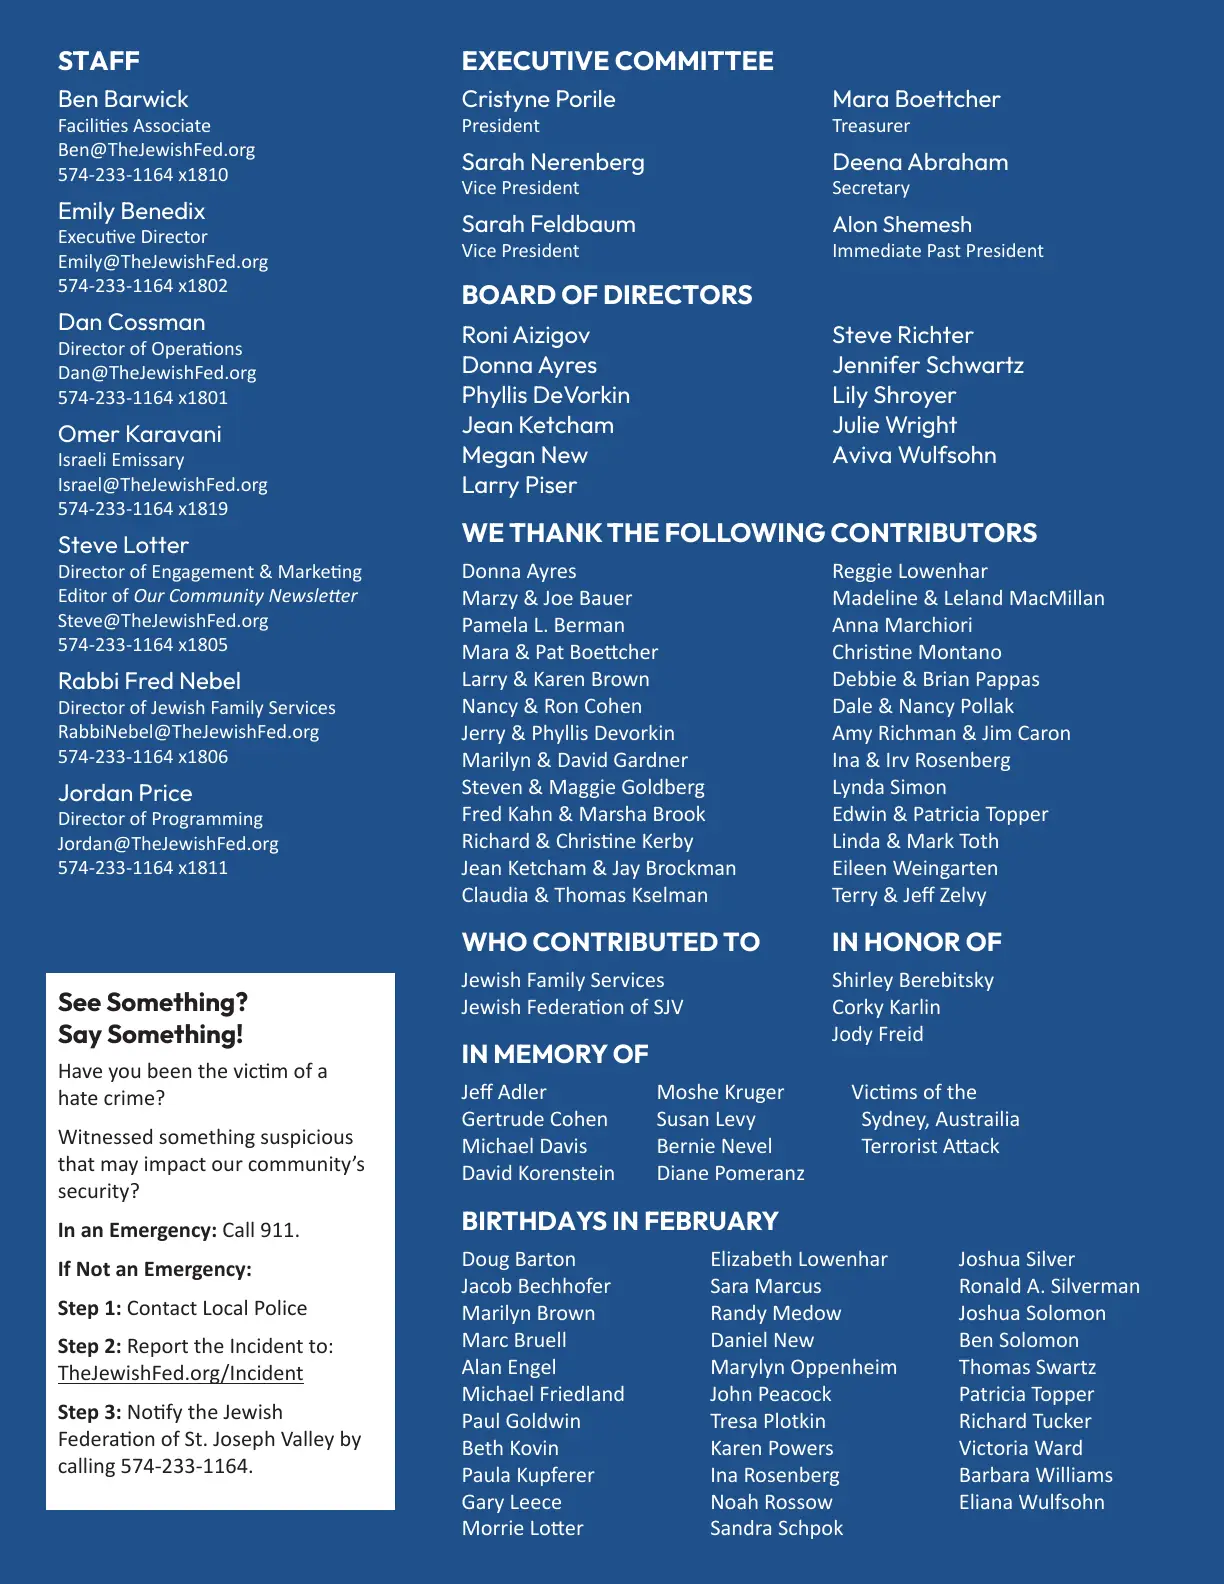 STAFF
Ben Barwick
Facilities Associate
Ben@TheJewishFed.org
574-233-1164 x1810
Emily Benedix
Executive Director
Emily@TheJewishFed.org
574-233-1164 x1802
Dan Cossman
Director of Operations
Dan@TheJewishFed.org
574-233-1164 x1801
Omer Karavani
Israeli Emissary
Israel@TheJewishFed.org
574-233-1164 x1819
Steve Lotter
Director of Engagement & Marketing
Editor of Our Community Newsletter
Steve@TheJewishFed.org
574-233-1164 x1805
Rabbi Fred Nebel
Director of Jewish Family Services
RabbiNebel@TheJewishFed.org
574-233-1164 x1806
Jordan Price
Director of Programming
Jordan@TheJewishFed.org
574-233-1164 x1811
See Something?
Say Something!
Have you been the victim of a
hate crime?
Witnessed something suspicious
that may impact our community’s
security?
In an Emergency: Call 911.
If Not an Emergency:
Step 1: Contact Local Police
Step 2: Report the Incident to:
TheJewishFed.org/Incident
Step 3: Notify the Jewish
Federation of St. Joseph Valley by
calling 574-233-1164.
EXECUTIVE COMMITTEE
Cristyne Porile
President
Sarah Nerenberg
Vice President
Sarah Feldbaum
Vice President
Mara Boettcher
Treasurer
Deena Abraham
Secretary
Alon Shemesh
Immediate Past President
BOARD OF DIRECTORS
Roni Aizigov
Donna Ayres
Phyllis DeVorkin
Jean Ketcham
Megan New
Larry Piser
Steve Richter
Jennifer Schwartz
Lily Shroyer
Julie Wright
Aviva Wulfsohn
WE THANK THE FOLLOWING CONTRIBUTORS
Donna Ayres
Marzy & Joe Bauer
Pamela L. Berman
Mara & Pat Boettcher
Larry & Karen Brown
Nancy & Ron Cohen
Jerry & Phyllis Devorkin
Marilyn & David Gardner
Steven & Maggie Goldberg
Fred Kahn & Marsha Brook
Richard & Christine Kerby
Jean Ketcham & Jay Brockman
Claudia & Thomas Kselman
Reggie Lowenhar
Madeline & Leland MacMillan
Anna Marchiori
Christine Montano
Debbie & Brian Pappas
Dale & Nancy Pollak
Amy Richman & Jim Caron
Ina & Irv Rosenberg
Lynda Simon
Edwin & Patricia Topper
Linda & Mark Toth
Eileen Weingarten
Terry & Jeff Zelvy
WHO CONTRIBUTED TO
Jewish Family Services
Jewish Federation of SJV
IN HONOR OF
Shirley Berebitsky
Corky Karlin
Jody Freid
IN MEMORY OF
Jeff Adler
Gertrude Cohen
Michael Davis
David Korenstein
Moshe Kruger
Susan Levy
Bernie Nevel
Diane Pomeranz
Victims of the
Sydney, Austrailia
Terrorist Attack
BIRTHDAYS IN FEBRUARY
Doug Barton
Jacob Bechhofer
Marilyn Brown
Marc Bruell
Alan Engel
Michael Friedland
Paul Goldwin
Beth Kovin
Paula Kupferer
Gary Leece
Morrie Lotter
Elizabeth Lowenhar
Sara Marcus
Randy Medow
Daniel New
Marylyn Oppenheim
John Peacock
Tresa Plotkin
Karen Powers
Ina Rosenberg
Noah Rossow
Sandra Schpok
Joshua Silver
Ronald A. Silverman
Joshua Solomon
Ben Solomon
Thomas Swartz
Patricia Topper
Richard Tucker
Victoria Ward
Barbara Williams
Eliana Wulfsohn